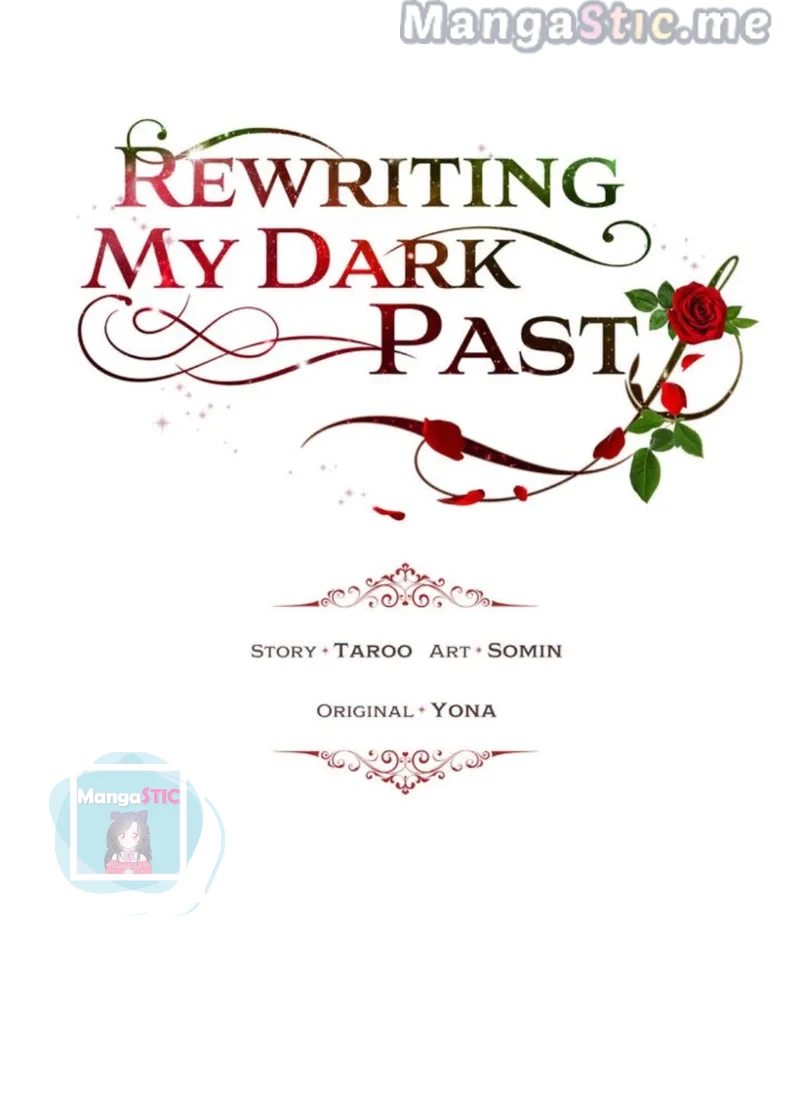 MangaStic.me
REWRITING
MY DARK
PAST
STORY • TAROO ART • SOMIN
ORIGINAL • YONA
MangaSTIC